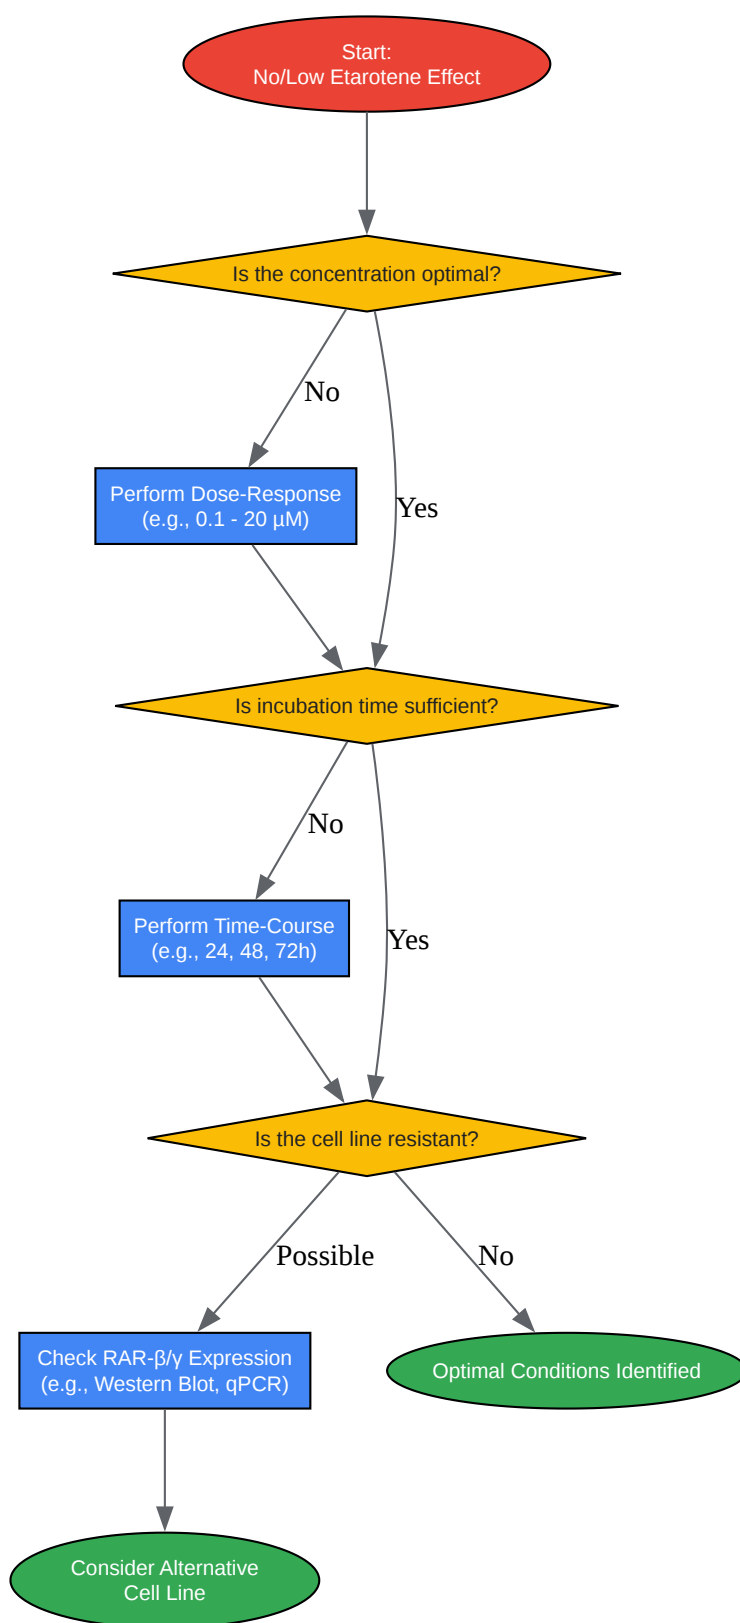 Start:
No/Low Etarotene Effect
Is the concentration optimal?
No
Perform Dose-Response
(e.g., 0.1 - 20 µM)
Yes
Is incubation time sufficient?
No
Perform Time-Course
(e.g., 24, 48, 72h)
Yes
Is the cell line resistant?
Possible
No
Check RAR-β/γ Expression
(e.g., Western Blot, qPCR)
Optimal Conditions Identified
Consider Alternative
Cell Line